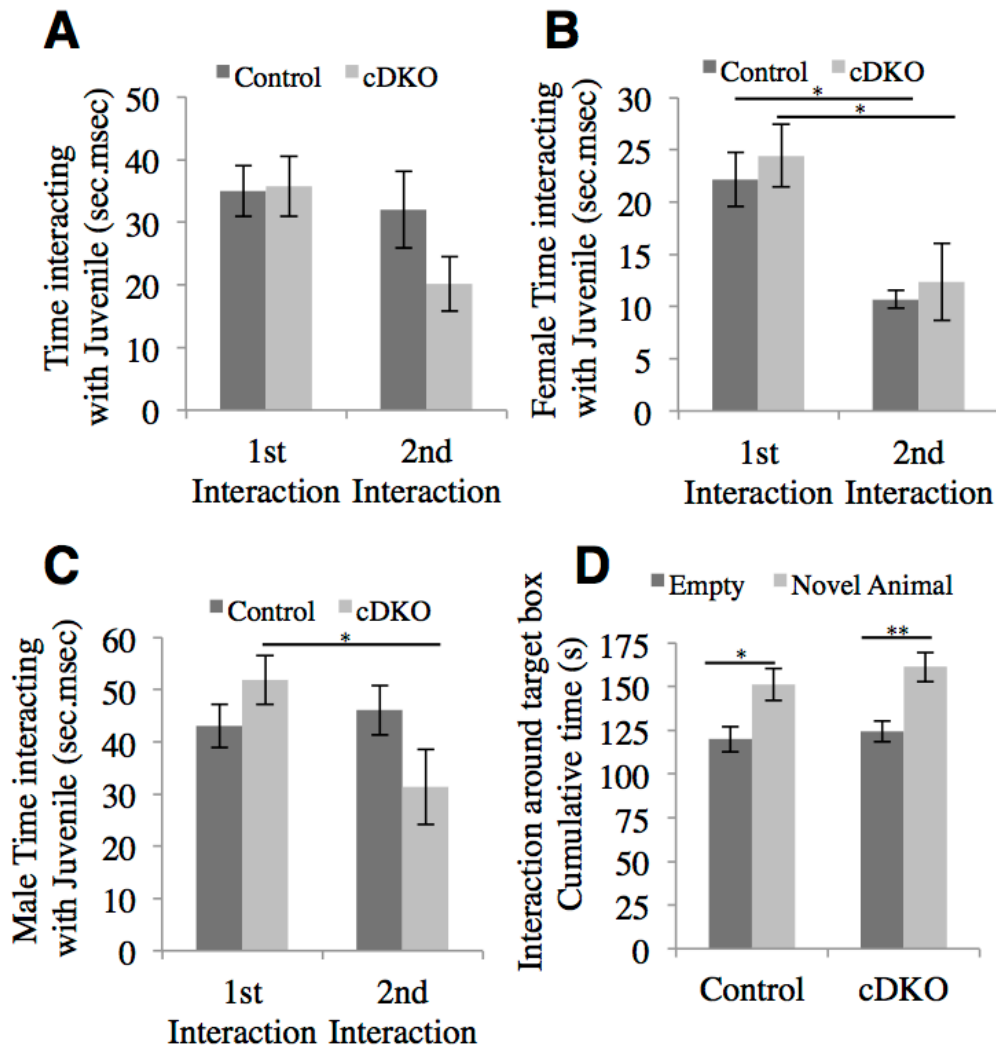 A
Control cDKO
Time interacting
with Juvenile (sec.msec)
50
40
30
20
10
0
1st
Interaction
2nd
Interaction
B
Control cDKO
Female Time interacting
with Juvenile (sec.msec)
30
25
20
15
10
5
0
*
*
1st
Interaction
2nd
Interaction
C
Control cDKO
Male Time interacting
with Juvenile (sec.msec)
60
50
40
30
20
10
0
*
1st
Interaction
2nd
Interaction
D
Empty Novel Animal
Interaction around target box
Cumulative time (s)
175
150
125
100
75
50
25
0
*
**
Control cDKO